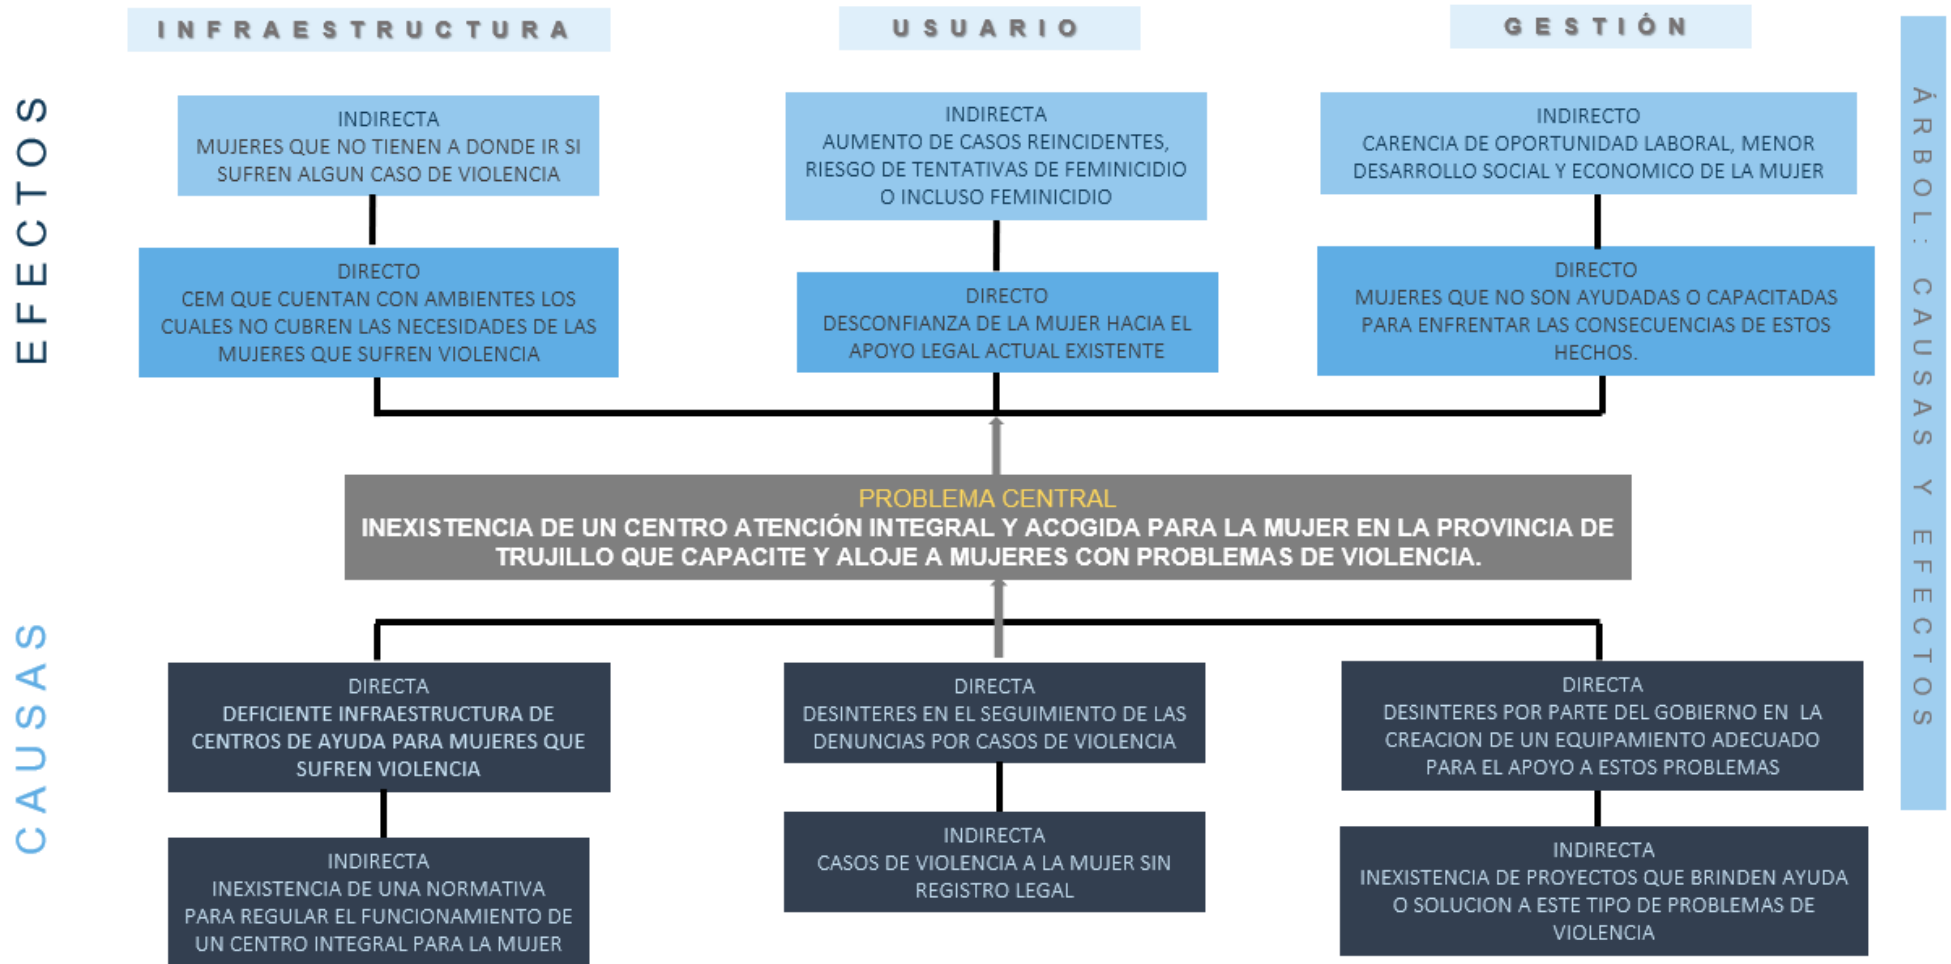 INFRAESTRUCTURA
USUARIO
GESTIÓN
EFECTOS
INDIRECTA
MUJERES QUE NO TIENEN A DONDE IR SI
SUFREN ALGUN CASO DE VIOLENCIA
INDIRECTA
AUMENTO DE CASOS REINCIDENTES,
RIESGO DE TENTATIVAS DE FEMINICIDIO
O INCLUSO FEMINICIDIO
INDIRECTO
CARENCIA DE OPORTUNIDAD LABORAL, MENOR
DESARROLLO SOCIAL Y ECONOMICO DE LA MUJER
DIRECTO
CEM QUE CUENTAN CON AMBIENTES LOS
CUALES NO CUBREN LAS NECESIDADES DE LAS
MUJERES QUE SUFREN VIOLENCIA
DIRECTO
DESCONFIANZA DE LA MUJER HACIA EL
APOYO LEGAL ACTUAL EXISTENTE
DIRECTO
MUJERES QUE NO SON AYUDADAS O CAPACITADAS
PARA ENFRENTAR LAS CONSECUENCIAS DE ESTOS
HECHOS.
PROBLEMA CENTRAL
INEXISTENCIA DE UN CENTRO ATENCIÓN INTEGRAL Y ACOGIDA PARA LA MUJER EN LA PROVINCIA DE
TRUJILLO QUE CAPACITE Y ALOJE A MUJERES CON PROBLEMAS DE VIOLENCIA.
CAUSAS
DIRECTA
DEFICIENTE INFRAESTRUCTURA DE
CENTROS DE AYUDA PARA MUJERES QUE
SUFREN VIOLENCIA
DIRECTA
DESINTERES EN EL SEGUIMIENTO DE LAS
DENUNCIAS POR CASOS DE VIOLENCIA
DIRECTA
DESINTERES POR PARTE DEL GOBIERNO EN LA
CREACION DE UN EQUIPAMIENTO ADECUADO
PARA EL APOYO A ESTOS PROBLEMAS
INDIRECTA
INEXISTENCIA DE UNA NORMATIVA
PARA REGULAR EL FUNCIONAMIENTO DE
UN CENTRO INTEGRAL PARA LA MUJER
INDIRECTA
CASOS DE VIOLENCIA A LA MUJER SIN
REGISTRO LEGAL
INDIRECTA
INEXISTENCIA DE PROYECTOS QUE BRINDEN AYUDA
O SOLUCION A ESTE TIPO DE PROBLEMAS DE
VIOLENCIA
ÁRBOL: CAUSAS Y EFECTOS